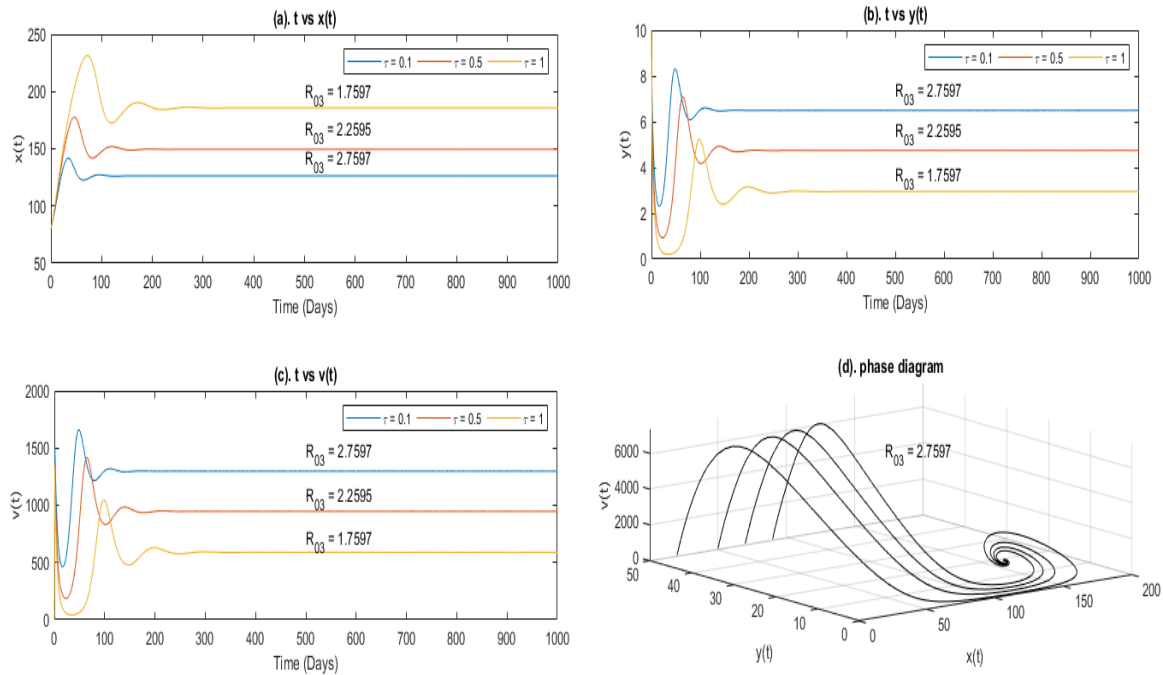 (a). t vs x(t)
250
200
150
100
50
x(t)
τ = 0.1 τ = 0.5 τ = 1
R03 = 1.7597
R03 = 2.2595
R03 = 2.7597
0 100 200 300 400 500 600 700 800 900 1000
Time (Days)
(b). t vs y(t)
10
8
6
4
2
0
y(t)
τ = 0.1 τ = 0.5 τ = 1
R03 = 2.7597
R03 = 2.2595
R03 = 1.7597
0 100 200 300 400 500 600 700 800 900 1000
Time (Days)
(c). t vs v(t)
2000
1500
1000
500
0
v(t)
τ = 0.1 τ = 0.5 τ = 1
R03 = 2.7597
R03 = 2.2595
R03 = 1.7597
0 100 200 300 400 500 600 700 800 900 1000
Time (Days)
(d). phase diagram
R03 = 2.7597
6000
4000
2000
0
v(t)
50 40 30 20 10 0
y(t)
0 50 100 150 200
x(t)